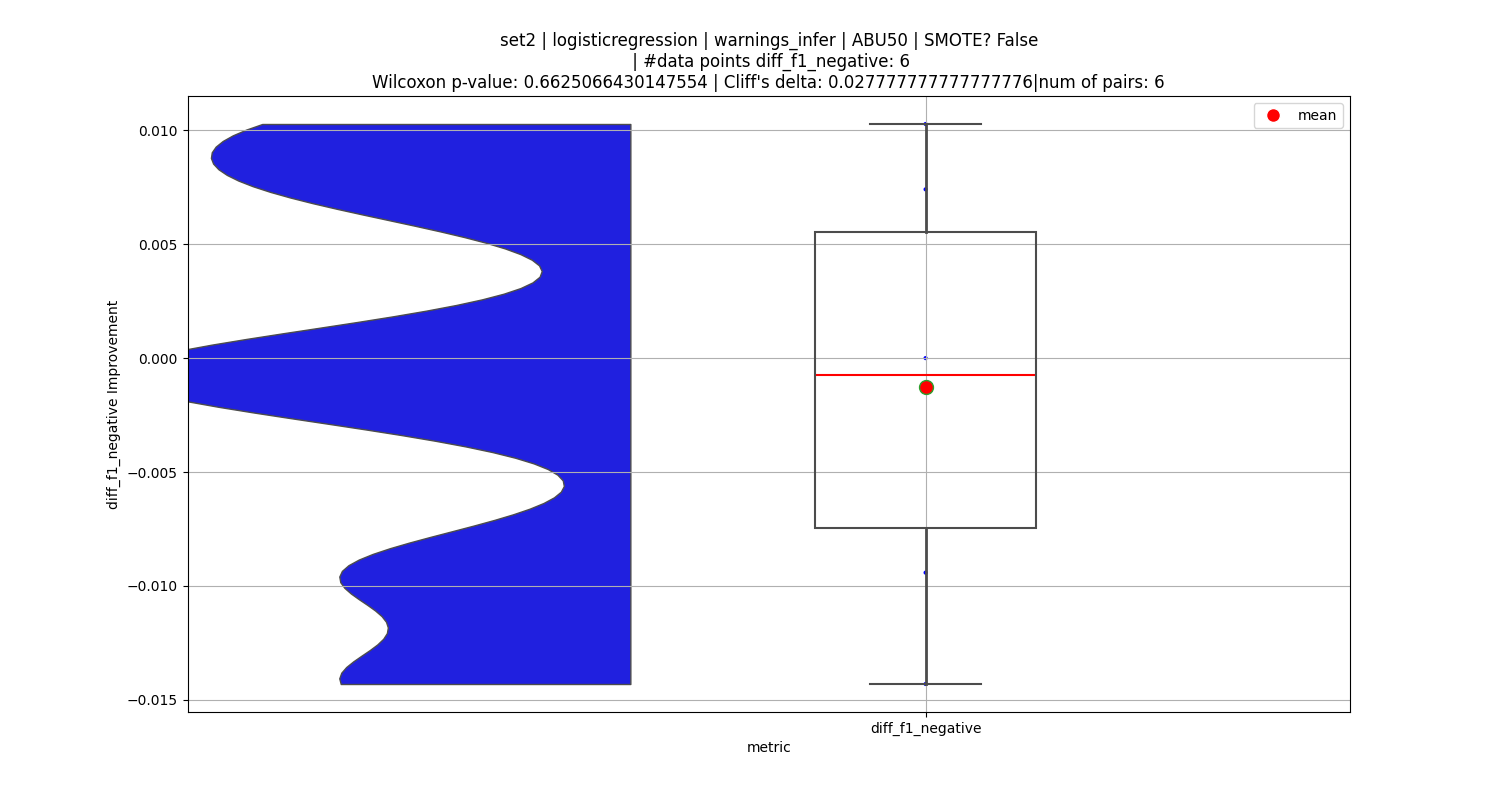 set2 | logisticregression | warnings_infer | ABU50 | SMOTE? False
| #data points diff_f1_negative: 6
Wilcoxon p-value: 0.6625066430147554 | Cliff's delta: 0.027777777777777776|num of pairs: 6
mean
0.010
0.005
0.000
−0.005
−0.010
−0.015
diff_f1_negative Improvement
diff_f1_negative
metric